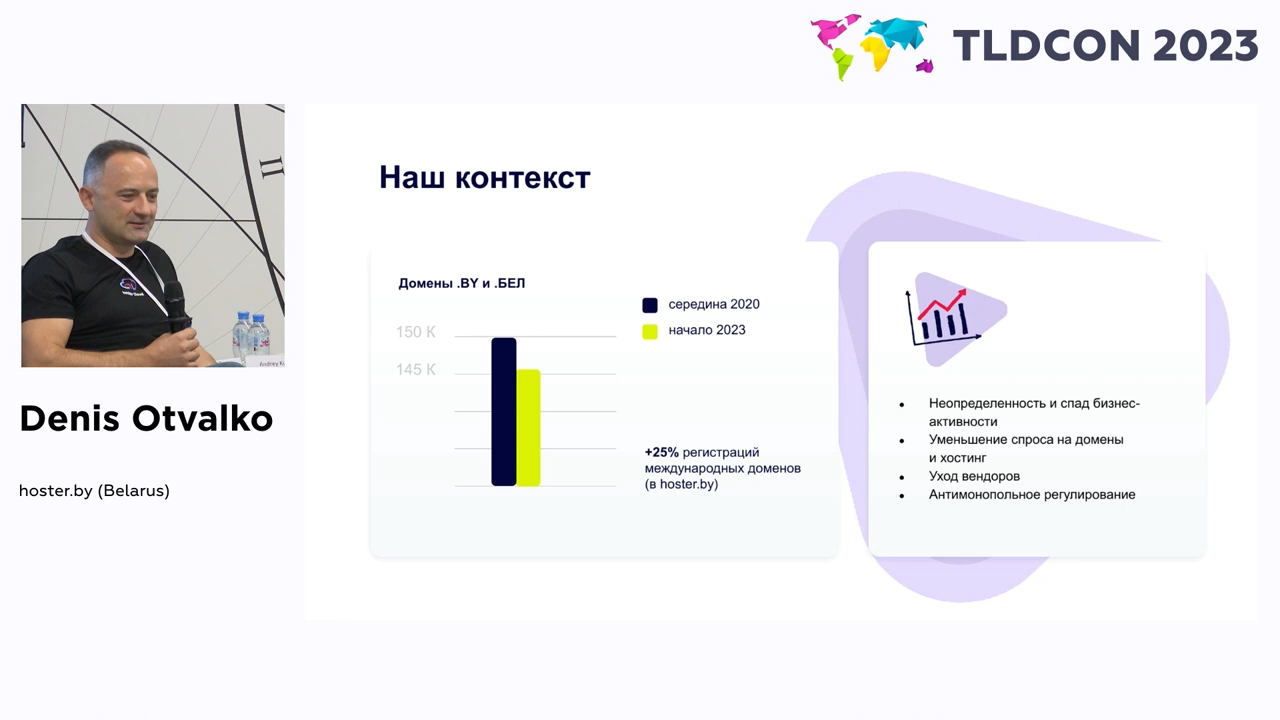 TLDCON 2023
Denis Otvalko
hoster.by (Belarus)
Наш контекст
Домены .BY и .БЕЛ
150 K
145 K
середина 2020
начало 2023
+25% регистраций
международных доменов
(в hoster.by)
• Неопределенность и спад бизнес-
активности
• Уменьшение спроса на домены
и хостинг
• Уход вендоров
• Антимонопольное регулирование